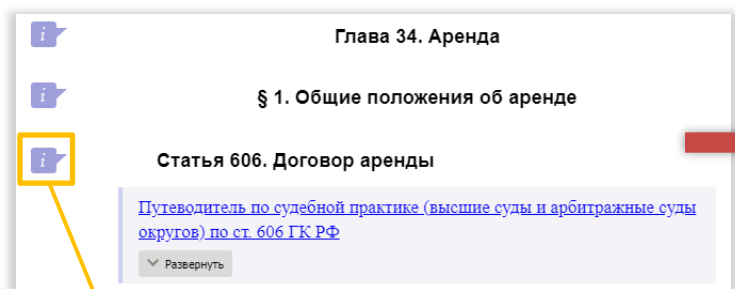 i
Глава 34. Аренда
i
§ 1. Общие положения об аренде
i
Статья 606. Договор аренды
Путеводитель по судебной практике (высшие суды и арбитражные суды
округов) по ст. 606 ГК РФ
Развернуть